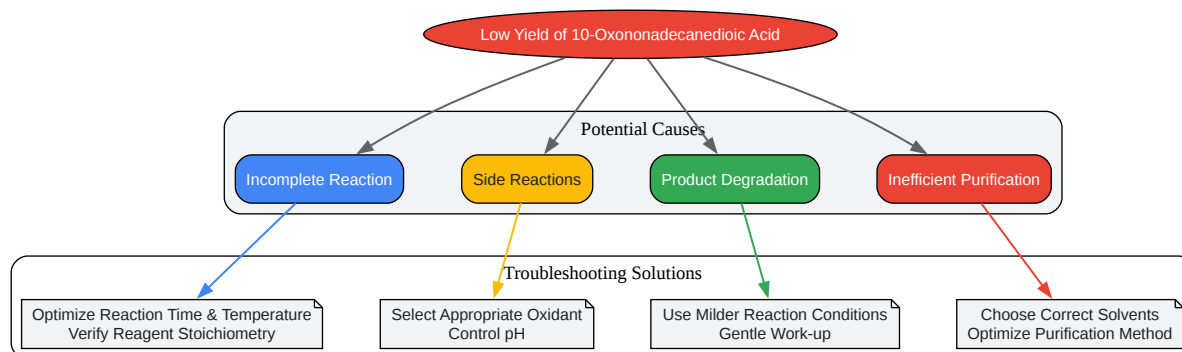 Low Yield of 10-Oxononadecanedioic Acid
Potential Causes
Incomplete Reaction
Side Reactions
Product Degradation
Inefficient Purification
Troubleshooting Solutions
Optimize Reaction Time & Temperature
Verify Reagent Stoichiometry
Select Appropriate Oxidant
Control pH
Use Milder Reaction Conditions
Gentle Work-up
Choose Correct Solvents
Optimize Purification Method